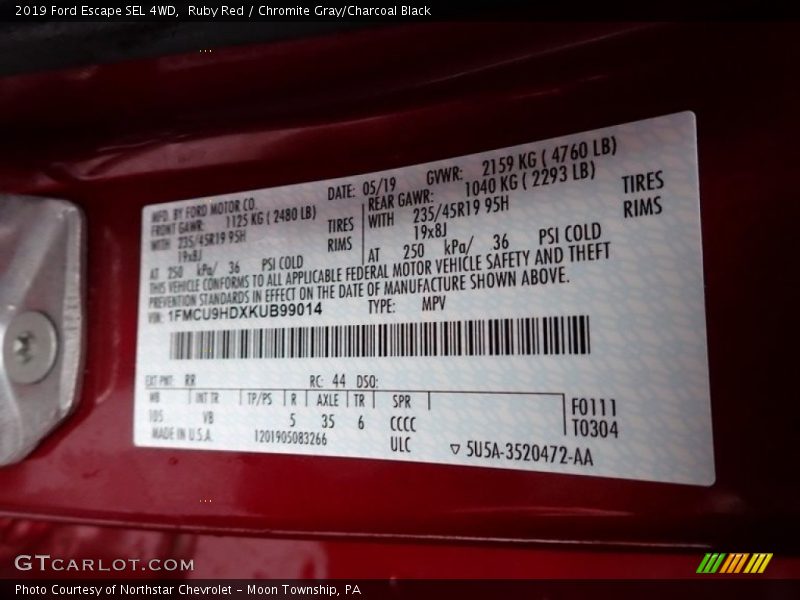 2019 Ford Escape SEL 4WD,  Ruby Red / Chromite Gray/Charcoal Black
MFD. BY FORD MOTOR CO.
DATE: 05/19
GVWR: 2159 KG ( 4760 LB)
FRONT GAWR: 1125 KG ( 2480 LB)
REAR GAWR: 1040 KG ( 2293 LB)
WITH 235/45R19 95H TIRES
WITH 235/45R19 95H TIRES
19x8J RIMS
19x8J RIMS
AT 250 kPa/ 36 PSI COLD
AT 250 kPa/ 36 PSI COLD
THIS VEHICLE CONFORMS TO ALL APPLICABLE FEDERAL MOTOR VEHICLE SAFETY AND THEFT
PREVENTION STANDARDS IN EFFECT ON THE DATE OF MANUFACTURE SHOWN ABOVE.
VIN: 1FMCU9HDXKUB99014 TYPE: MPV
EXT PNT: RR RC: 44 DSO:
WB INT TR TP/PS R AXLE TR SPR
105 VB 5 35 6 CCCC
F0111
T0304
MADE IN U.S.A. 1201905083266 ULC
5U5A-3520472-AA
GTCARLOT.COM
Photo Courtesy of Northstar Chevrolet - Moon Township, PA